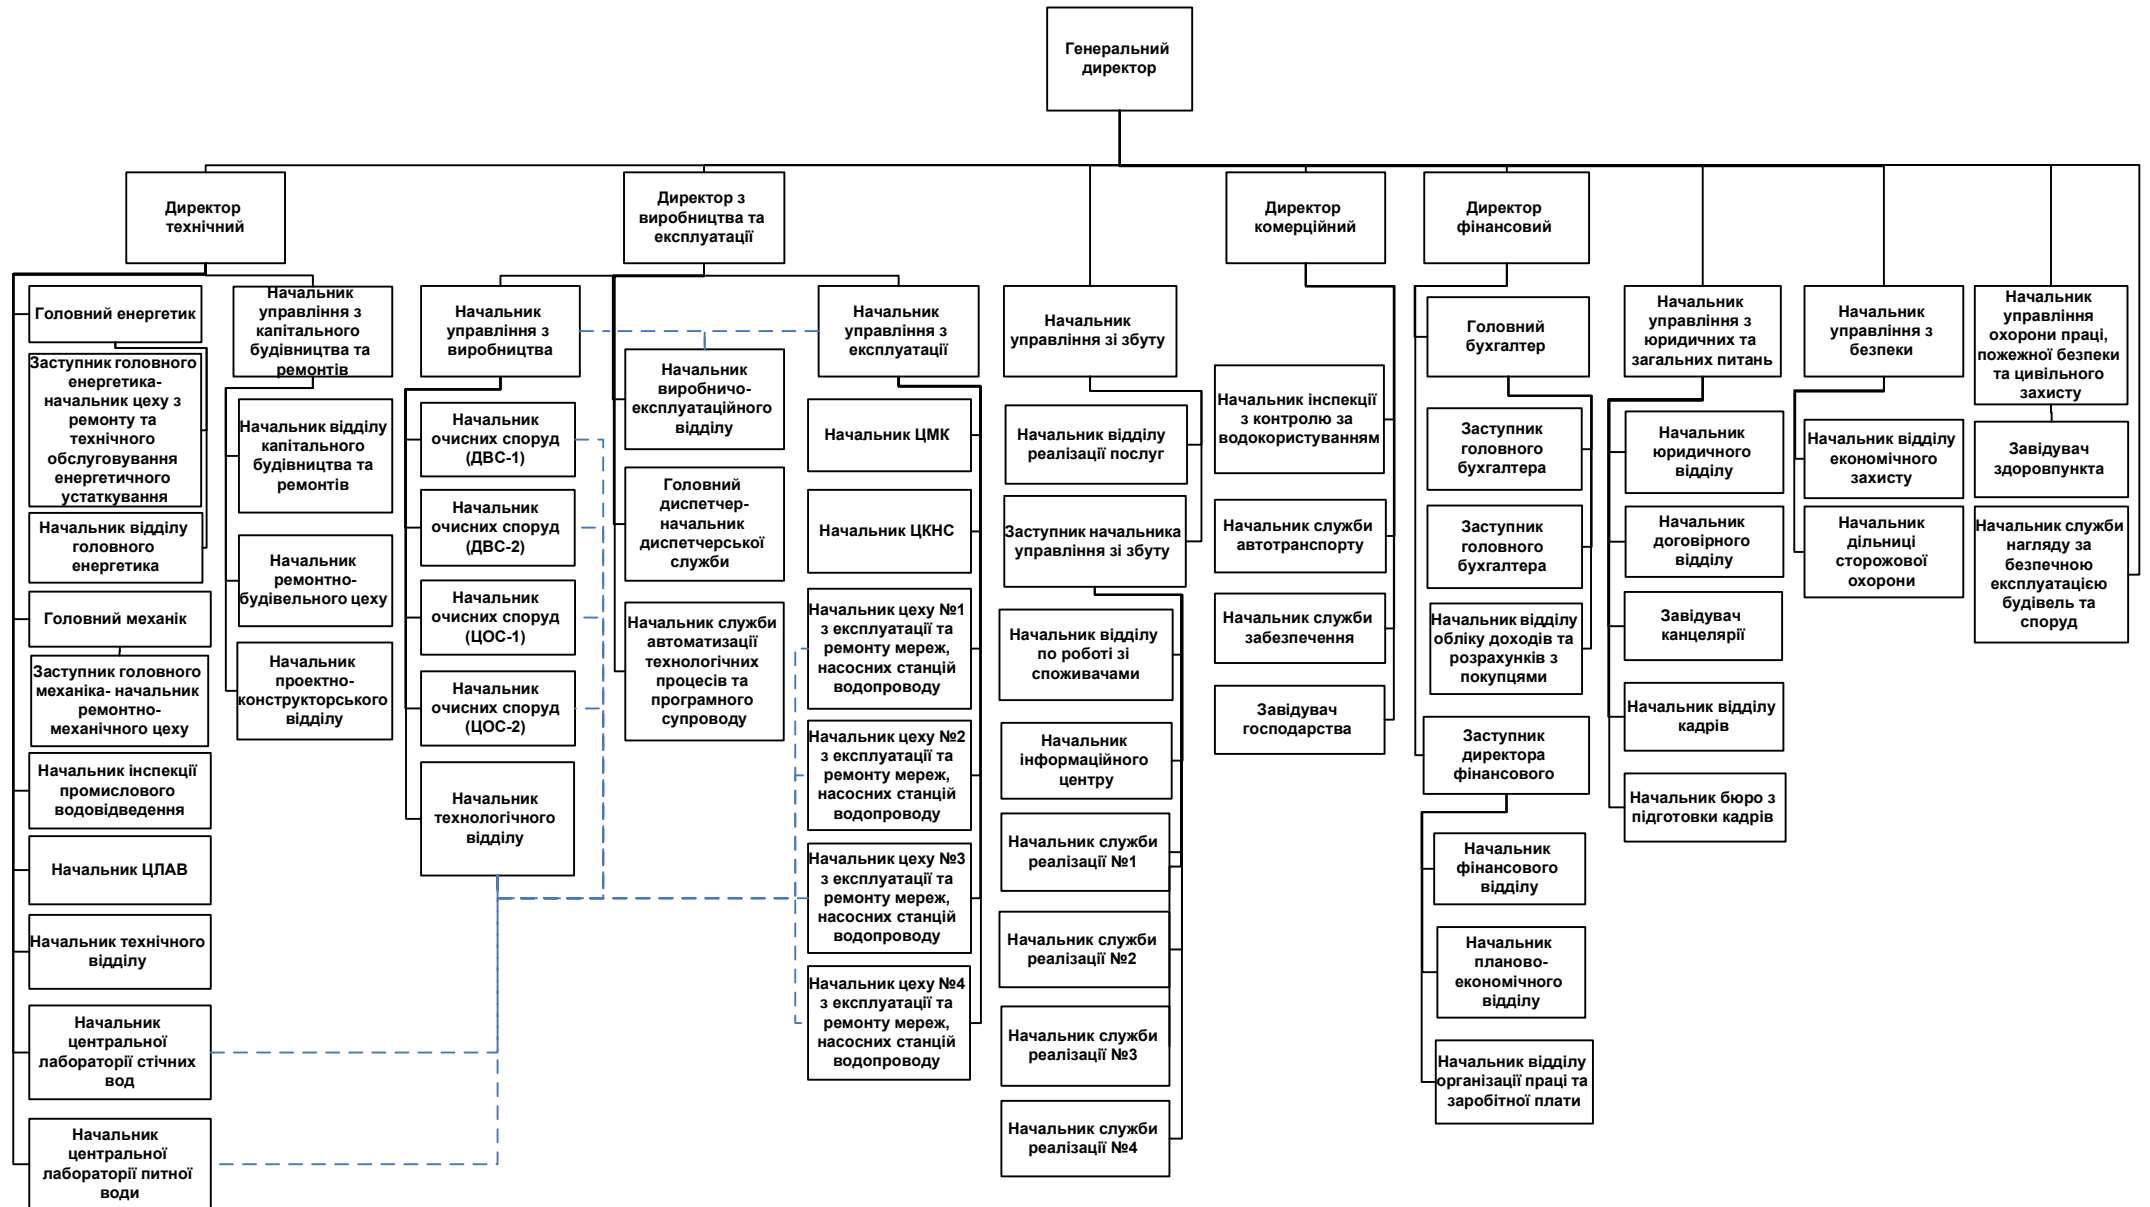 Генеральний
директор
Директор
технічний
Директор з
виробництва та
експлуатації
Директор
комерційний
Директор
фінансовий
Головний енергетик
Заступник головного
енергетика-
начальник цеху з
ремонту та
технічного
обслуговування
енергетичного
устаткування
Начальник відділу
головного
енергетика
Головний механік
Заступник головного
механіка- начальник
ремонтно-
механічного цеху
Начальник інспекції
промислового
водовідведення
Начальник ЦЛАВ
Начальник технічного
відділу
Начальник
центральної
лабораторії стічних
вод
Начальник
центральної
лабораторії питної
води
Начальник
управління з
капітального
будівництва та
ремонтів
Начальник відділу
капітального
будівництва та
ремонтів
Начальник
ремонтно-
будівельного цеху
Начальник
проектно-
конструкторського
відділу
Начальник
управління з
виробництва
Начальник
очисних споруд
(ДВС-1)
Начальник
очисних споруд
(ДВС-2)
Начальник
очисних споруд
(ЦОС-1)
Начальник
очисних споруд
(ЦОС-2)
Начальник
технологічного
відділу
Начальник
виробничо-
експлуатаційного
відділу
Головний
диспетчер-
начальник
диспетчерської
служби
Начальник служби
автоматизації
технологічних
процесів та
програмного
супроводу
Начальник
управління з
експлуатації
Начальник ЦМК
Начальник ЦКНС
Начальник цеху №1
з експлуатації та
ремонту мереж,
насосних станцій
водопроводу
Начальник цеху №2
з експлуатації та
ремонту мереж,
насосних станцій
водопроводу
Начальник цеху №3
з експлуатації та
ремонту мереж,
насосних станцій
водопроводу
Начальник цеху №4
з експлуатації та
ремонту мереж,
насосних станцій
водопроводу
Начальник
управління зі збуту
Начальник відділу
реалізації послуг
Заступник начальника
управління зі збуту
Начальник відділу
по роботі зі
споживачами
Начальник
інформаційного
центру
Начальник служби
реалізації №1
Начальник служби
реалізації №2
Начальник служби
реалізації №3
Начальник служби
реалізації №4
Начальник інспекції
з контролю за
водокористуванням
Начальник служби
автотранспорту
Начальник служби
забезпечення
Завідувач
господарства
Головний
бухгалтер
Заступник
головного
бухгалтера
Заступник
головного
бухгалтера
Начальник відділу
обліку доходів та
розрахунків з
покупцями
Заступник
директора
фінансового
Начальник
фінансового
відділу
Начальник
планово-
економічного
відділу
Начальник відділу
організації праці та
заробітної плати
Начальник
управління з
юридичних та
загальних питань
Начальник
юридичного
відділу
Начальник
договірного
відділу
Завідувач
канцелярії
Начальник відділу
кадрів
Начальник бюро з
підготовки кадрів
Начальник
управління з
безпеки
Начальник відділу
економічного
захисту
Начальник
дільниці
сторожової
охорони
Начальник
управління
охорони праці,
пожежної безпеки
та цивільного
захисту
Завідувач
здоровпункта
Начальник служби
нагляду за
безпечною
експлуатацією
будівель та
споруд